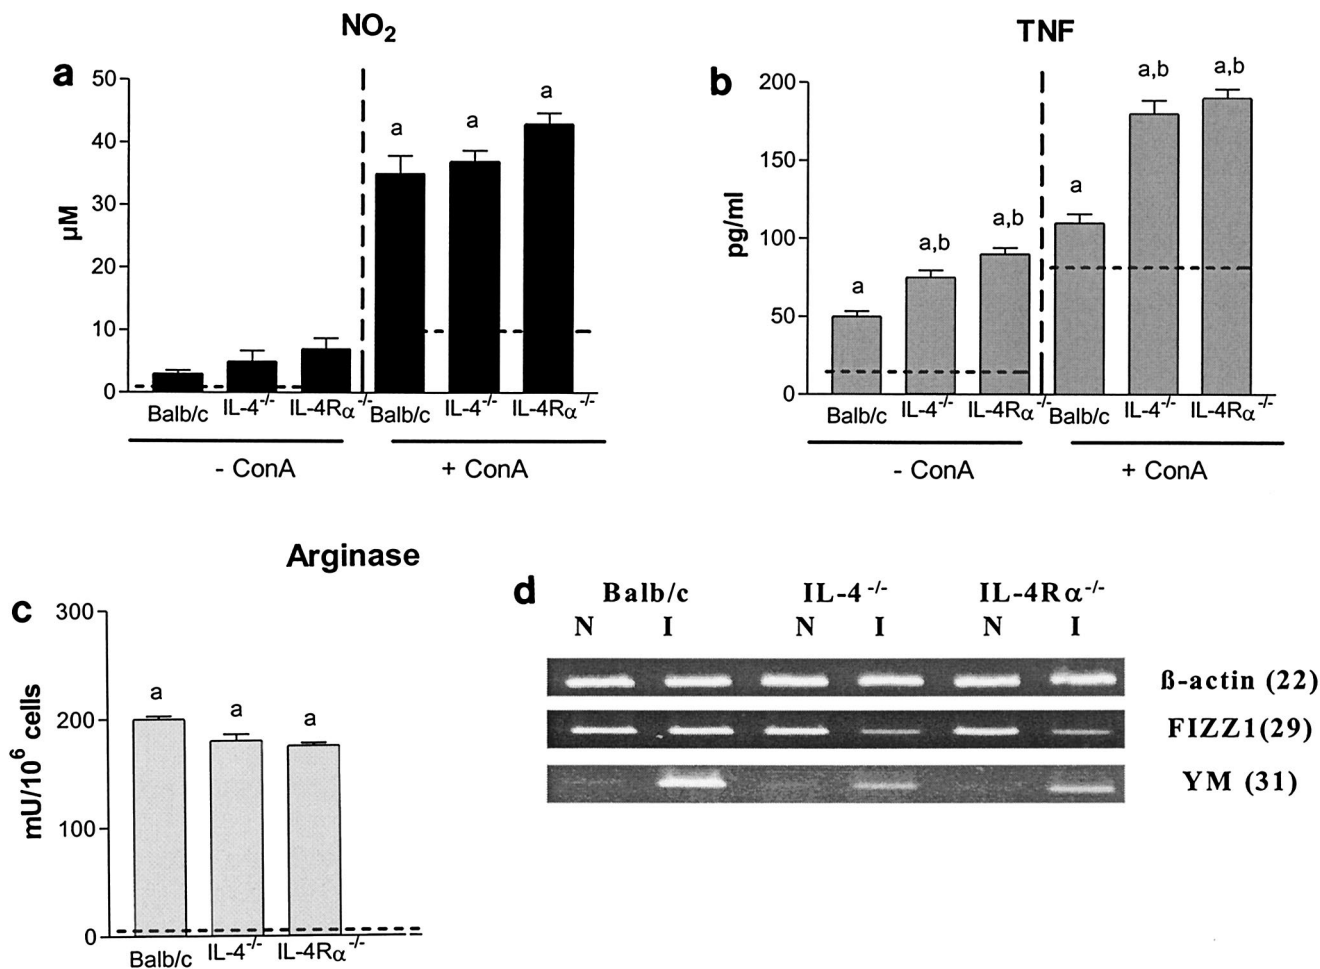 NO₂
a
50
40
30
20
10
0
µM
a
a
a
Balb/c IL-4-/- IL-4Rα-/- Balb/c IL-4-/- IL-4Rα-/-
- ConA + ConA
TNF
b
200
150
100
50
0
pg/ml
a
a,b
a,b
a
a,b
a,b
Balb/c IL-4-/- IL-4Rα-/- Balb/c IL-4-/- IL-4Rα-/-
- ConA + ConA
Arginase
c
300
200
100
0
mU/10⁶ cells
a
a
a
Balb/c IL-4-/- IL-4Rα-/-
d
Balb/c IL-4-/- IL-4Rα-/-
N I N I N I
ß-actin (22)
FIZZ1(29)
YM (31)